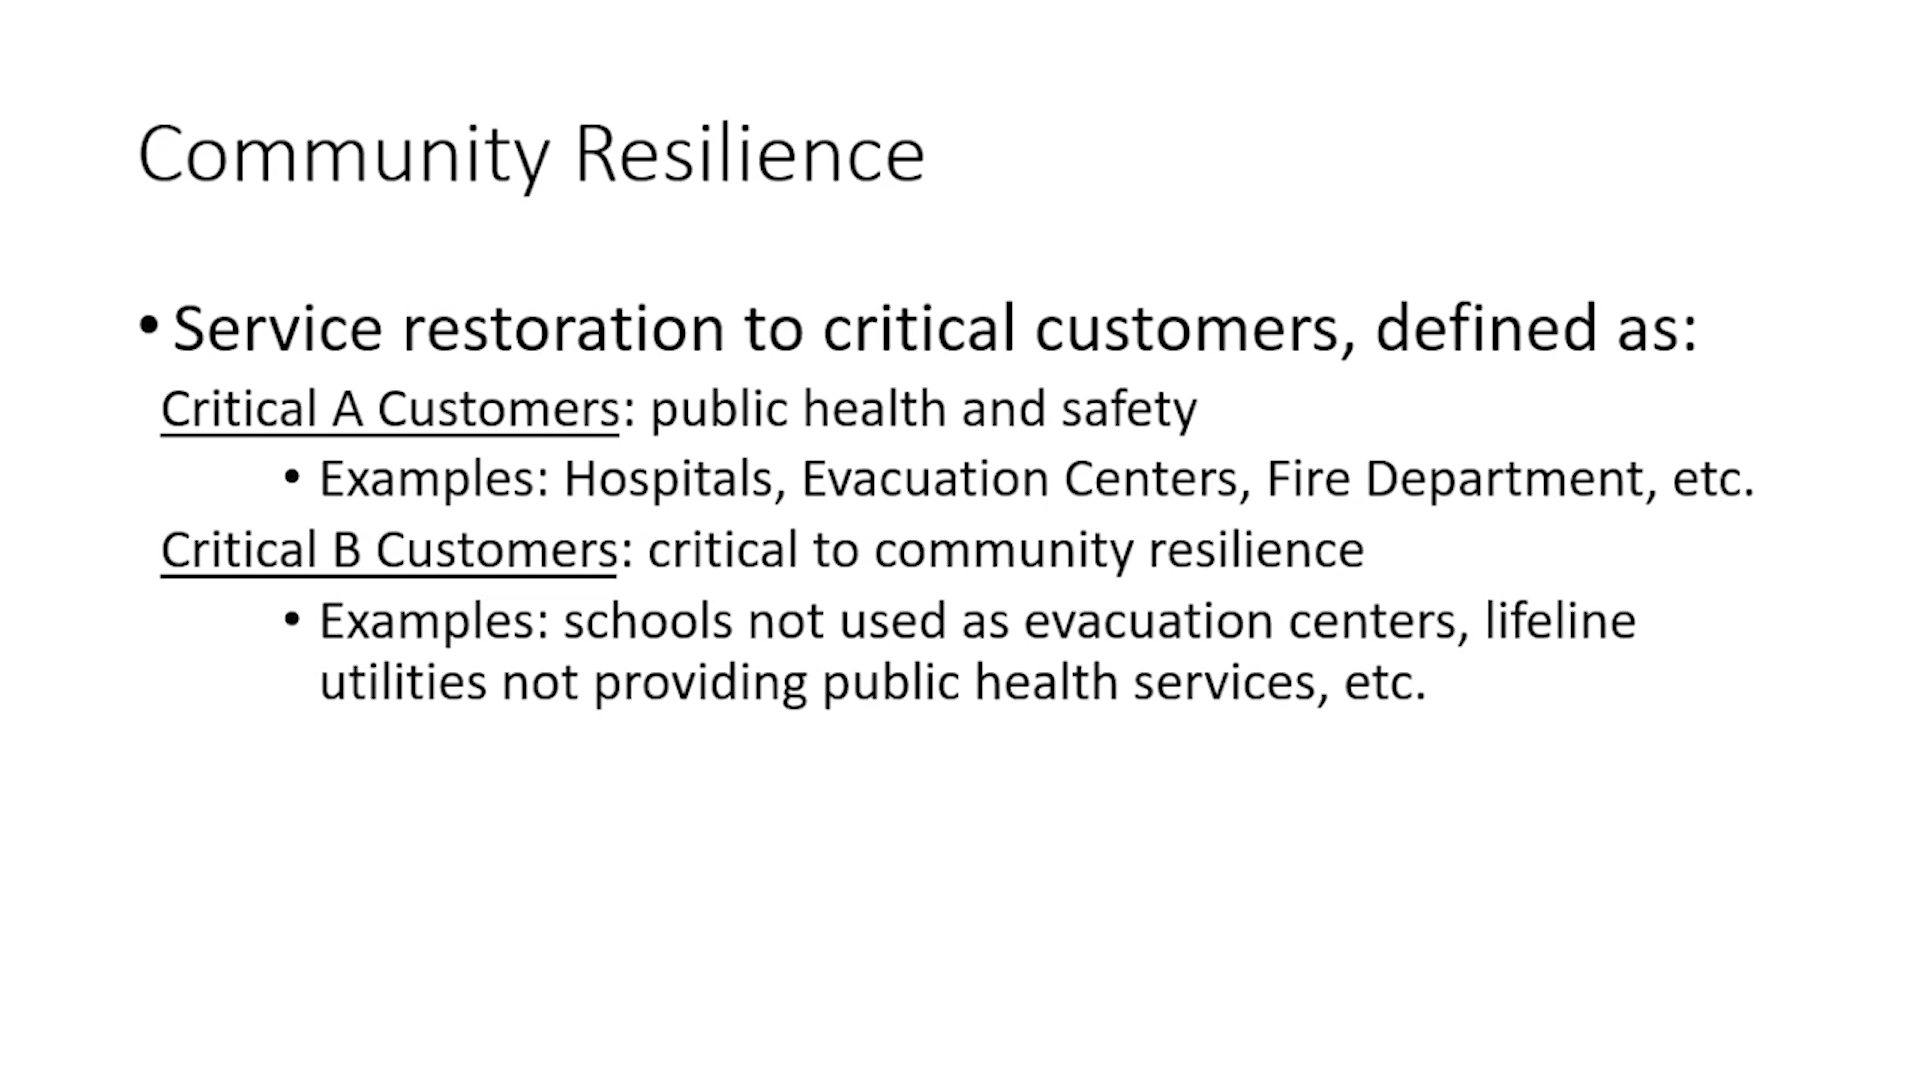 Community Resilience
• Service restoration to critical customers, defined as:
Critical A Customers: public health and safety
• Examples: Hospitals, Evacuation Centers, Fire Department, etc.
Critical B Customers: critical to community resilience
• Examples: schools not used as evacuation centers, lifeline
utilities not providing public health services, etc.